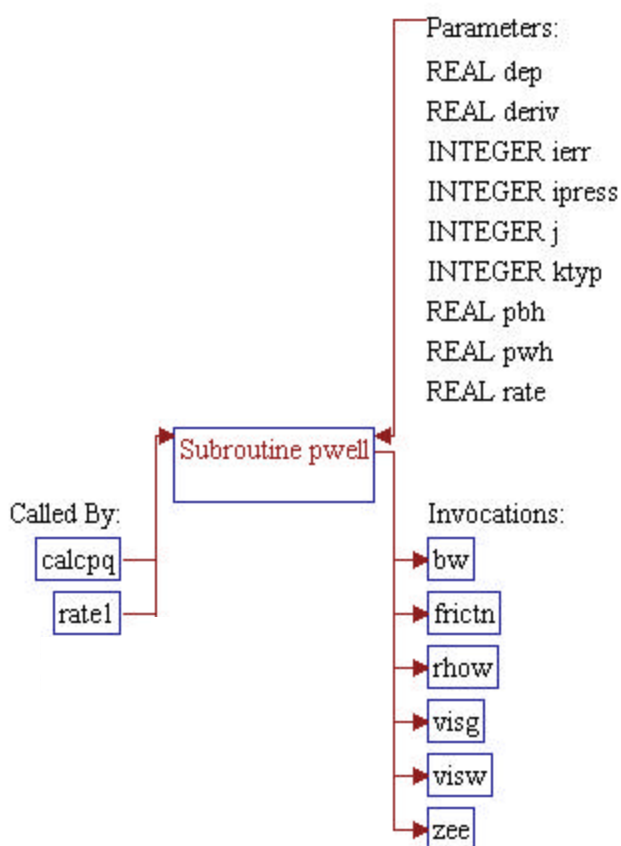 Parameters:
REAL dep
REAL deriv
INTEGER ierr
INTEGER ipress
INTEGER j
INTEGER ktyp
REAL pbh
REAL pwh
REAL rate
Subroutine pwell
Called By:
calcpq
rate1
Invocations:
bw
frictn
rhow
visg
visw
zee